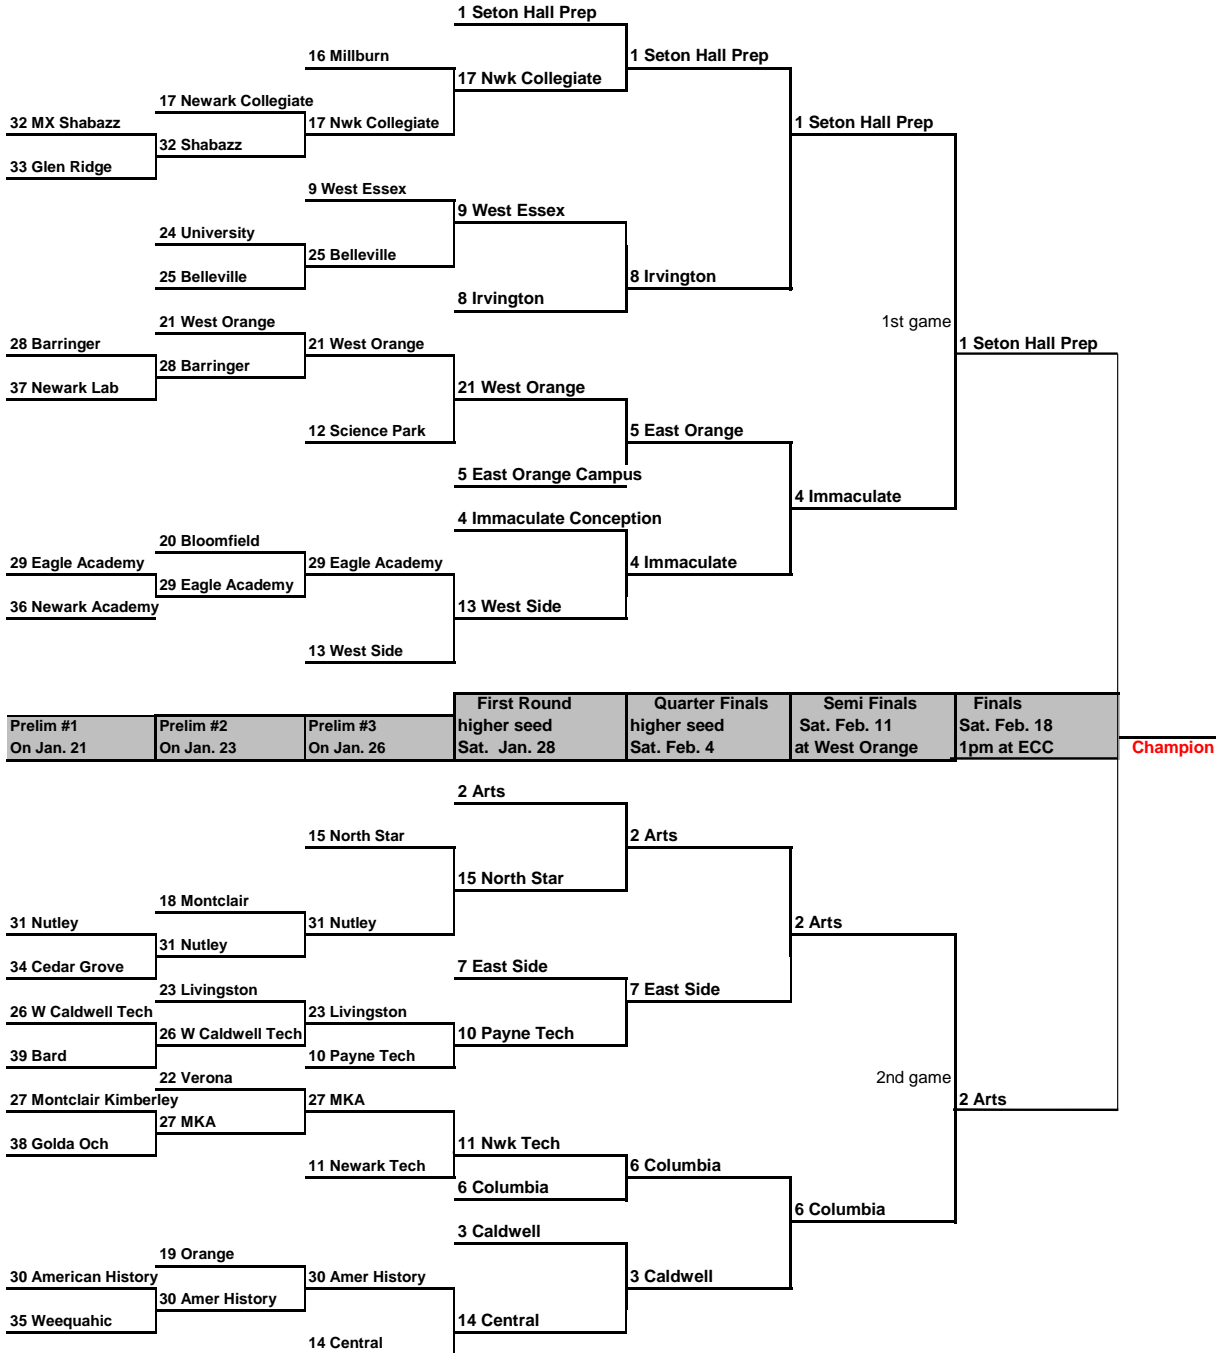 1 Seton Hall Prep
16 Millburn
1 Seton Hall Prep
17 Nwk Collegiate
17 Newark Collegiate
32 MX Shabazz
17 Nwk Collegiate
1 Seton Hall Prep
32 Shabazz
33 Glen Ridge
9 West Essex
9 West Essex
24 University
25 Belleville
25 Belleville
8 Irvington
8 Irvington
21 West Orange
1st game
28 Barringer
21 West Orange
1 Seton Hall Prep
28 Barringer
37 Newark Lab
21 West Orange
12 Science Park
5 East Orange
5 East Orange Campus
4 Immaculate
4 Immaculate Conception
20 Bloomfield
29 Eagle Academy
29 Eagle Academy
4 Immaculate
29 Eagle Academy
36 Newark Academy
13 West Side
13 West Side
First Round
Quarter Finals
Semi Finals
Finals
Prelim #1
Prelim #2
Prelim #3
higher seed
higher seed
Sat. Feb. 11
Sat. Feb. 18
On Jan. 21
On Jan. 23
On Jan. 26
Sat. Jan. 28
Sat. Feb. 4
at West Orange
1pm at ECC
Champion
2 Arts
15 North Star
2 Arts
15 North Star
18 Montclair
31 Nutley
31 Nutley
2 Arts
31 Nutley
34 Cedar Grove
7 East Side
23 Livingston
7 East Side
26 W Caldwell Tech
23 Livingston
26 W Caldwell Tech
10 Payne Tech
39 Bard
10 Payne Tech
22 Verona
2nd game
27 Montclair Kimberley
27 MKA
2 Arts
27 MKA
38 Golda Och
11 Nwk Tech
11 Newark Tech
6 Columbia
6 Columbia
6 Columbia
3 Caldwell
19 Orange
30 American History
30 Amer History
3 Caldwell
30 Amer History
35 Weequahic
14 Central
14 Central